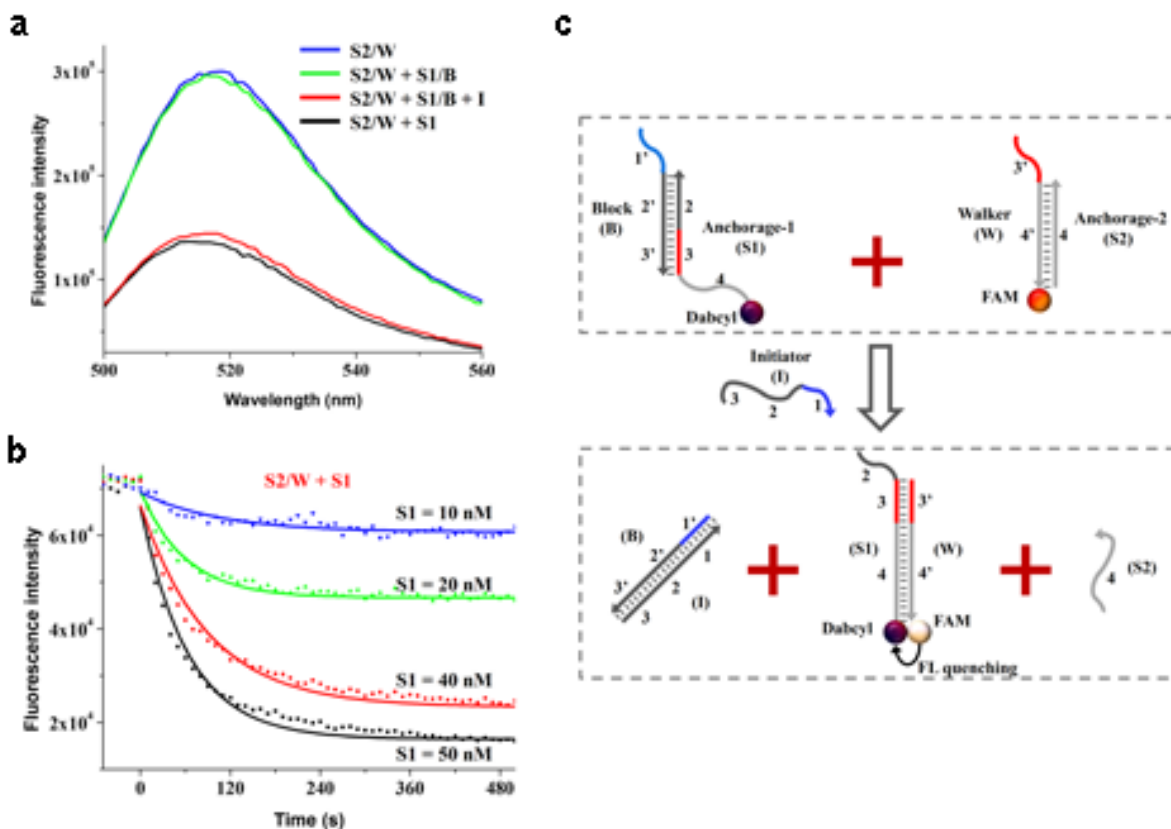 a
Fluorescence intensity
3x10⁵
2x10⁵
1x10⁵
S2/W
S2/W + S1/B
S2/W + S1/B + I
S2/W + S1
500
520
540
560
Wavelength (nm)
b
Fluorescence intensity
6x10⁴
4x10⁴
2x10⁴
S2/W + S1
S1 = 10 nM
S1 = 20 nM
S1 = 40 nM
S1 = 50 nM
0
120
240
360
480
Time (s)
c
1'
Block
(B)
2'
2
3'
3
Anchorage-1
(S1)
4
Dabcyl
3'
Walker
(W)
4'
4
Anchorage-2
(S2)
FAM
Initiator
(I)
3
2
1
(B)
1'
2'
1
3'
2
3
(I)
2
3
3'
(S1)
(W)
4
4'
Dabcyl
FAM
FL quenching
4
(S2)